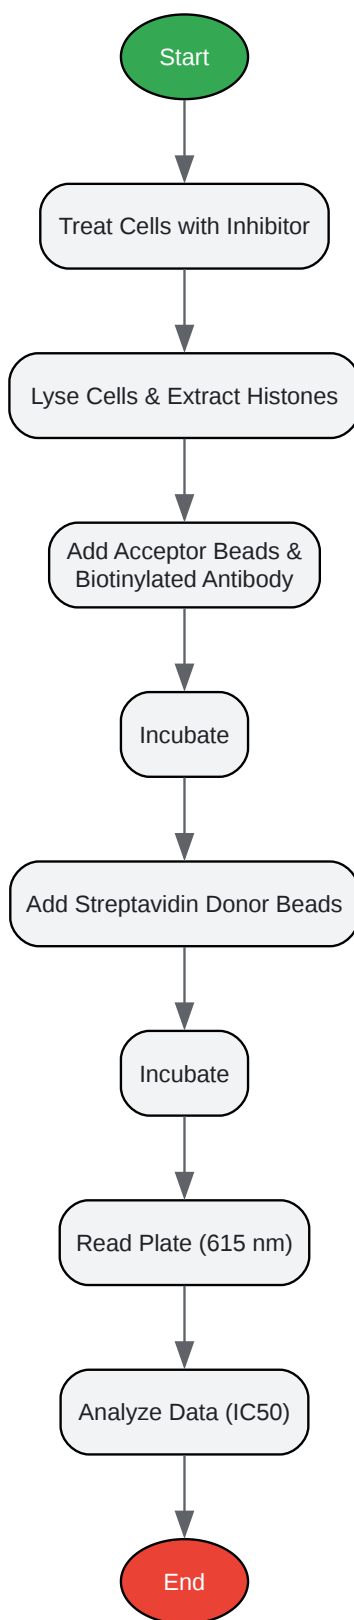 Start
Treat Cells with Inhibitor
Lyse Cells & Extract Histones
Add Acceptor Beads &
Biotinylated Antibody
Incubate
Add Streptavidin Donor Beads
Incubate
Read Plate (615 nm)
Analyze Data (IC50)
End